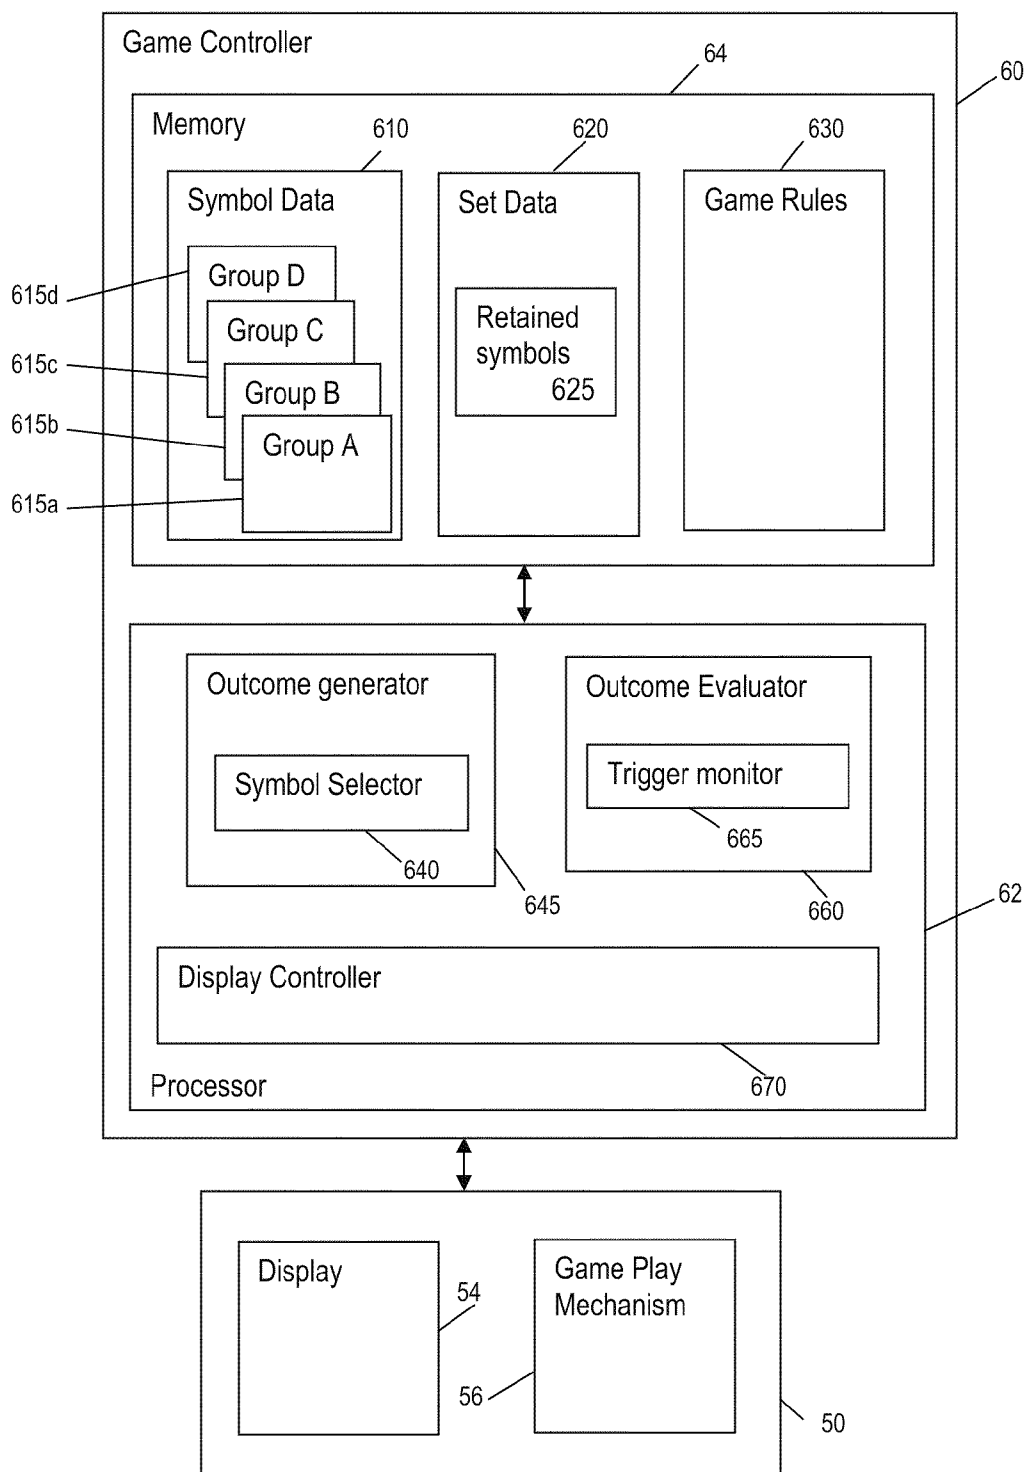 Game Controller
64
60
Memory
610
620
630
Symbol Data
Set Data
Game Rules
615d
Group D
Retained
symbols
625
Group C
615c
Group B
615b
Group A
615a
Outcome generator
Outcome Evaluator
Symbol Selector
Trigger monitor
640
665
645
660
62
Display Controller
670
Processor
Display
Game Play
Mechanism
54
56
50